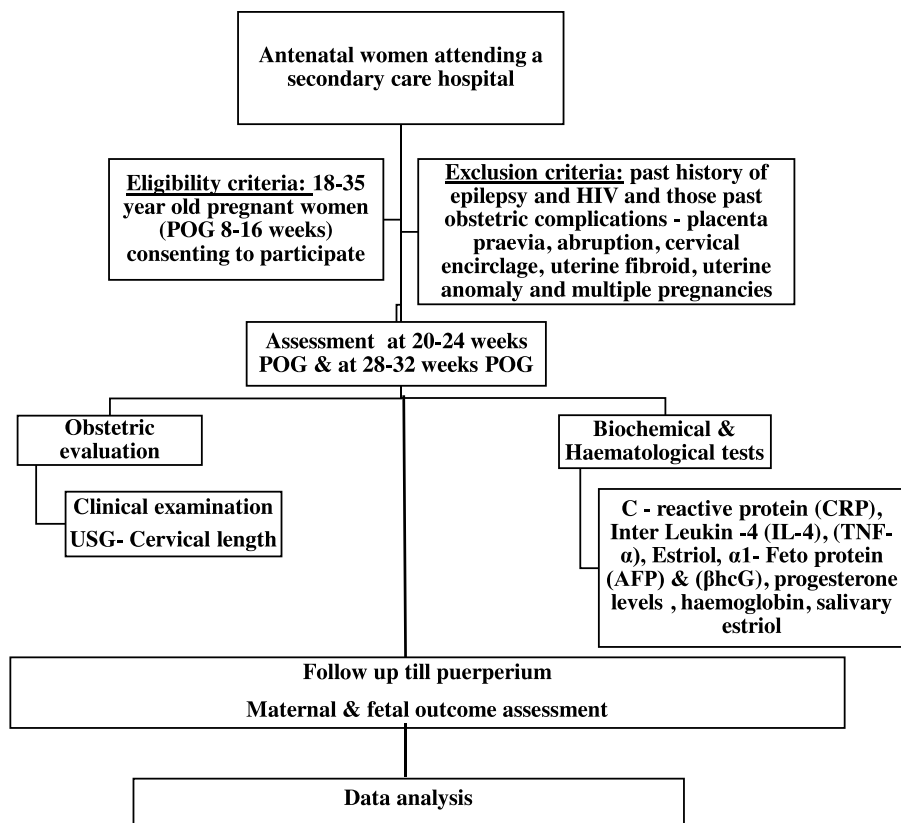 Antenatal women attending a
secondary care hospital
Eligibility criteria: 18-35
year old pregnant women
(POG 8-16 weeks)
consenting to participate
Exclusion criteria: past history
of epilepsy and HIV and those past
obstetric complications - placenta
praevia, abruption, cervical
encirclage, uterine fibroid, uterine
anomaly and multiple pregnancies
Assessment at 20-24 weeks
POG & at 28-32 weeks POG
Obstetric
evaluation
Clinical examination
USG- Cervical length
Biochemical &
Haematological tests
C - reactive protein (CRP),
Inter Leukin -4 (IL-4), (TNF-
α), Estriol, α1- Feto protein
(AFP) & (βhcG), progesterone
levels , haemoglobin, salivary
estriol
Follow up till puerperium
Maternal & fetal outcome assessment
Data analysis